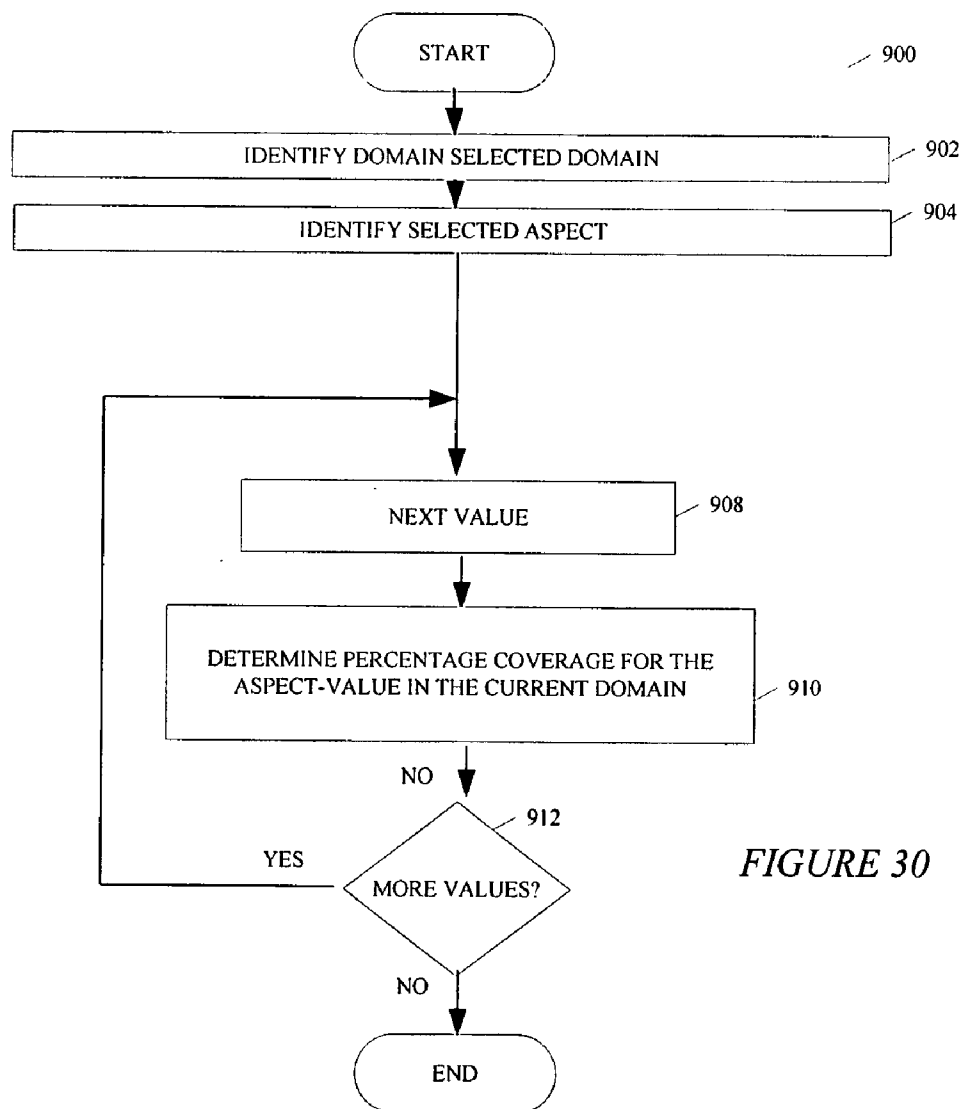 START
900
IDENTIFY DOMAIN SELECTED DOMAIN
902
IDENTIFY SELECTED ASPECT
904
NEXT VALUE
908
DETERMINE PERCENTAGE COVERAGE FOR THE
ASPECT-VALUE IN THE CURRENT DOMAIN
910
NO
912
YES
MORE VALUES?
FIGURE 30
NO
END